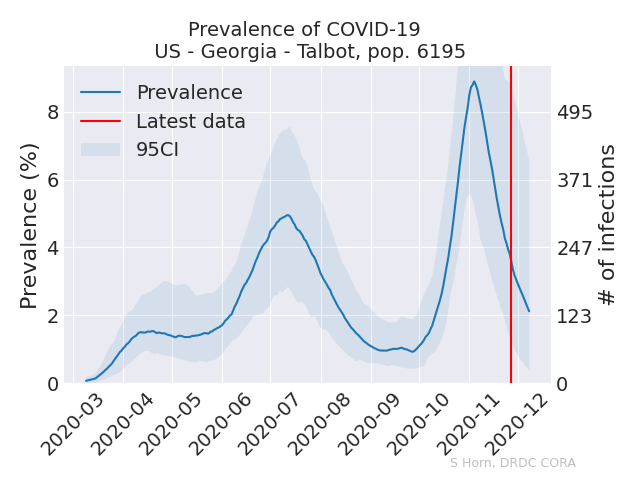 Prevalence of COVID-19
US - Georgia - Talbot, pop. 6195
Prevalence
Latest data
95CI
Prevalence (%)
8
6
4
2
0
495
371
247
123
0
# of infections
2020-03
2020-04
2020-05
2020-06
2020-07
2020-08
2020-09
2020-10
2020-11
2020-12
S Horn, DRDC CORA